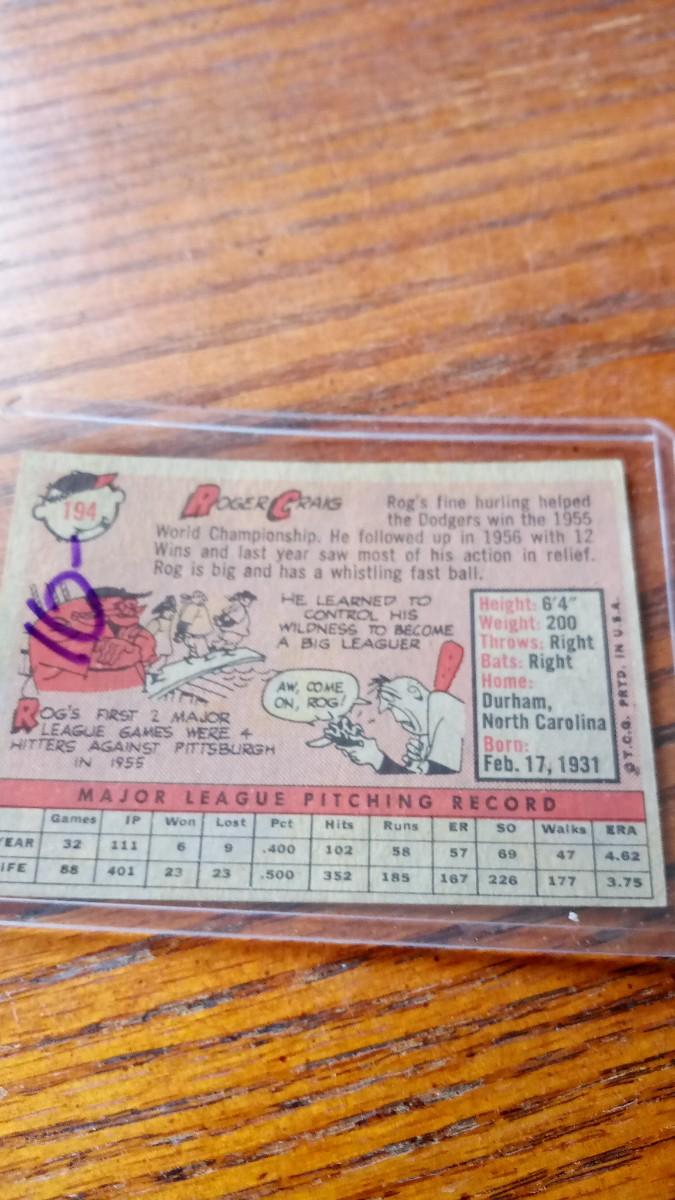 194
ROGER CRAIG
Rog's fine hurling helped
the Dodgers win the 1955
World Championship. He followed up in 1956 with 12
Wins and last year saw most of his action in relief.
Rog is big and has a whistling fast ball.
HE LEARNED TO
CONTROL HIS
WILDNESS TO BECOME
A BIG LEAGUER
AW, COME
ON, ROG!
ROG'S FIRST 2 MAJOR
LEAGUE GAMES WERE 4
HITTERS AGAINST PITTSBURGH
IN 1955
Height: 6'4"
Weight: 200
Throws: Right
Bats: Right
Home:
Durham,
North Carolina
Born:
Feb. 17, 1931
© T.C.G. PRTD. IN U.S.A.
MAJOR LEAGUE PITCHING RECORD
Games IP Won Lost Pct Hits Runs ER SO Walks ERA
YEAR 32 111 6 9 .400 102 58 57 69 47 4.62
IFE 88 401 23 23 .500 352 185 167 226 177 3.75